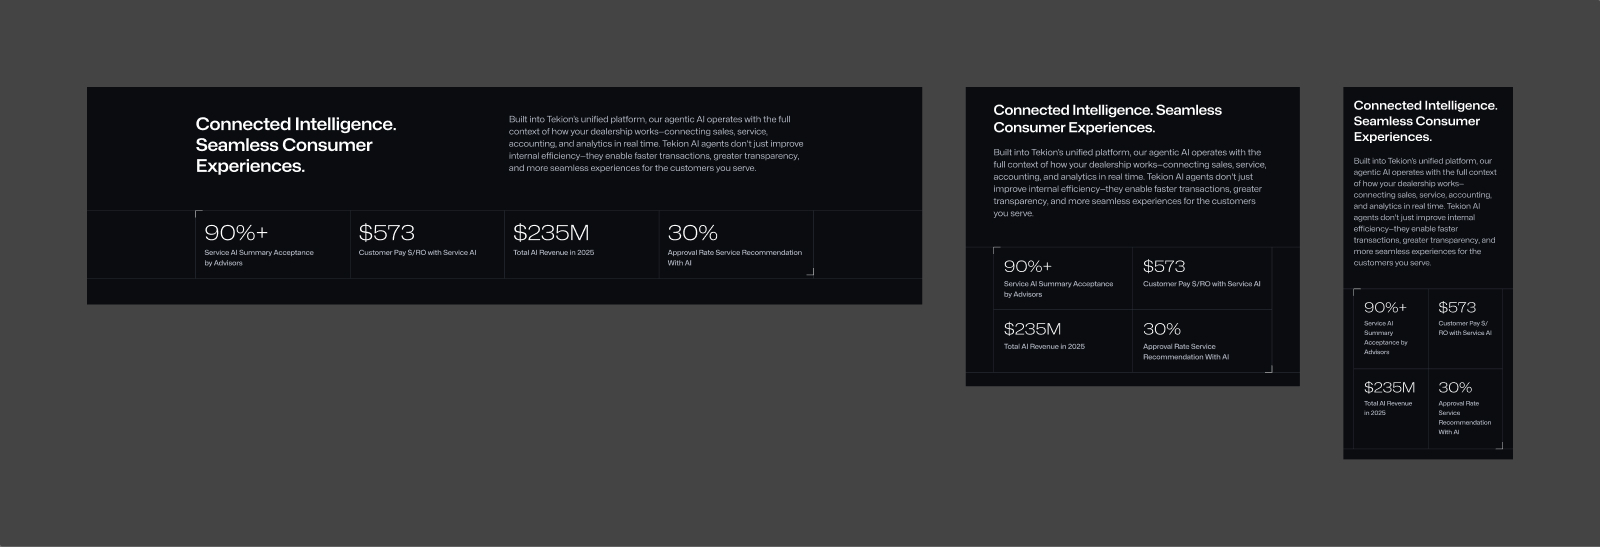 Connected Intelligence.
Seamless Consumer
Experiences.
Built into Tekion's unified platform, our agentic AI operates with the full
context of how your dealership works—connecting sales, service,
accounting, and analytics in real time. Tekion AI agents don't just improve
internal efficiency—they enable faster transactions, greater transparency,
and more seamless experiences for the customers you serve.
90%+
Service AI Summary Acceptance
by Advisors
$573
Customer Pay $/RO with Service AI
$235M
Total AI Revenue in 2025
30%
Approval Rate Service Recommendation
With AI
Connected Intelligence. Seamless
Consumer Experiences.
Built into Tekion's unified platform, our agentic AI operates with the
full context of how your dealership works—connecting sales, service,
accounting, and analytics in real time. Tekion AI agents don't just
improve internal efficiency—they enable faster transactions, greater
transparency, and more seamless experiences for the customers
you serve.
90%+
Service AI Summary Acceptance
by Advisors
$573
Customer Pay $/RO with Service AI
$235M
Total AI Revenue in 2025
30%
Approval Rate Service
Recommendation With AI
Connected Intelligence.
Seamless Consumer
Experiences.
Built into Tekion's unified platform, our
agentic AI operates with the full context
of how your dealership works—
connecting sales, service, accounting,
and analytics in real time. Tekion AI
agents don't just improve internal
efficiency—they enable faster
transactions, greater transparency, and
more seamless experiences for the
customers you serve.
90%+
Service AI
Summary
Acceptance by
Advisors
$573
Customer Pay $/
RO with Service AI
$235M
Total AI Revenue
in 2025
30%
Approval Rate
Service
Recommendation
With AI